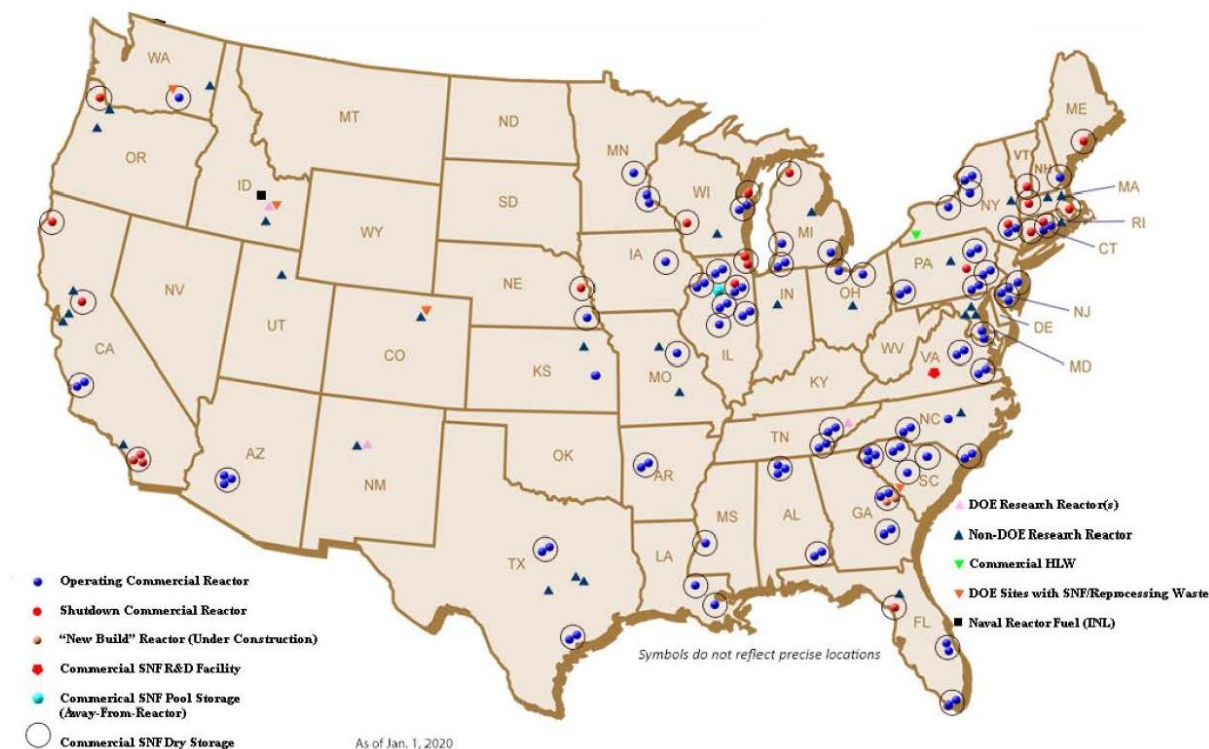 WA
MT
ND
MN
ME
OR
ID
SD
WI
VT
NH
MA
NY
RI
WY
MI
CT
IA
PA
NE
NV
UT
IN
OH
NJ
CA
CO
IL
DE
KS
MO
WV
VA
MD
KY
NC
TN
AZ
OK
AR
SC
NM
MS
AL
GA
LA
TX
FL
DOE Research Reactor(s)
Non-DOE Research Reactor
Commercial HLW
DOE Sites with SNF/Reprocessing Waste
Naval Reactor Fuel (INL)
Operating Commercial Reactor
Shutdown Commercial Reactor
“New Build” Reactor (Under Construction)
Commercial SNF R&D Facility
Commerical SNF Pool Storage
(Away-From-Reactor)
Commercial SNF Dry Storage
Symbols do not reflect precise locations
As of Jan. 1, 2020